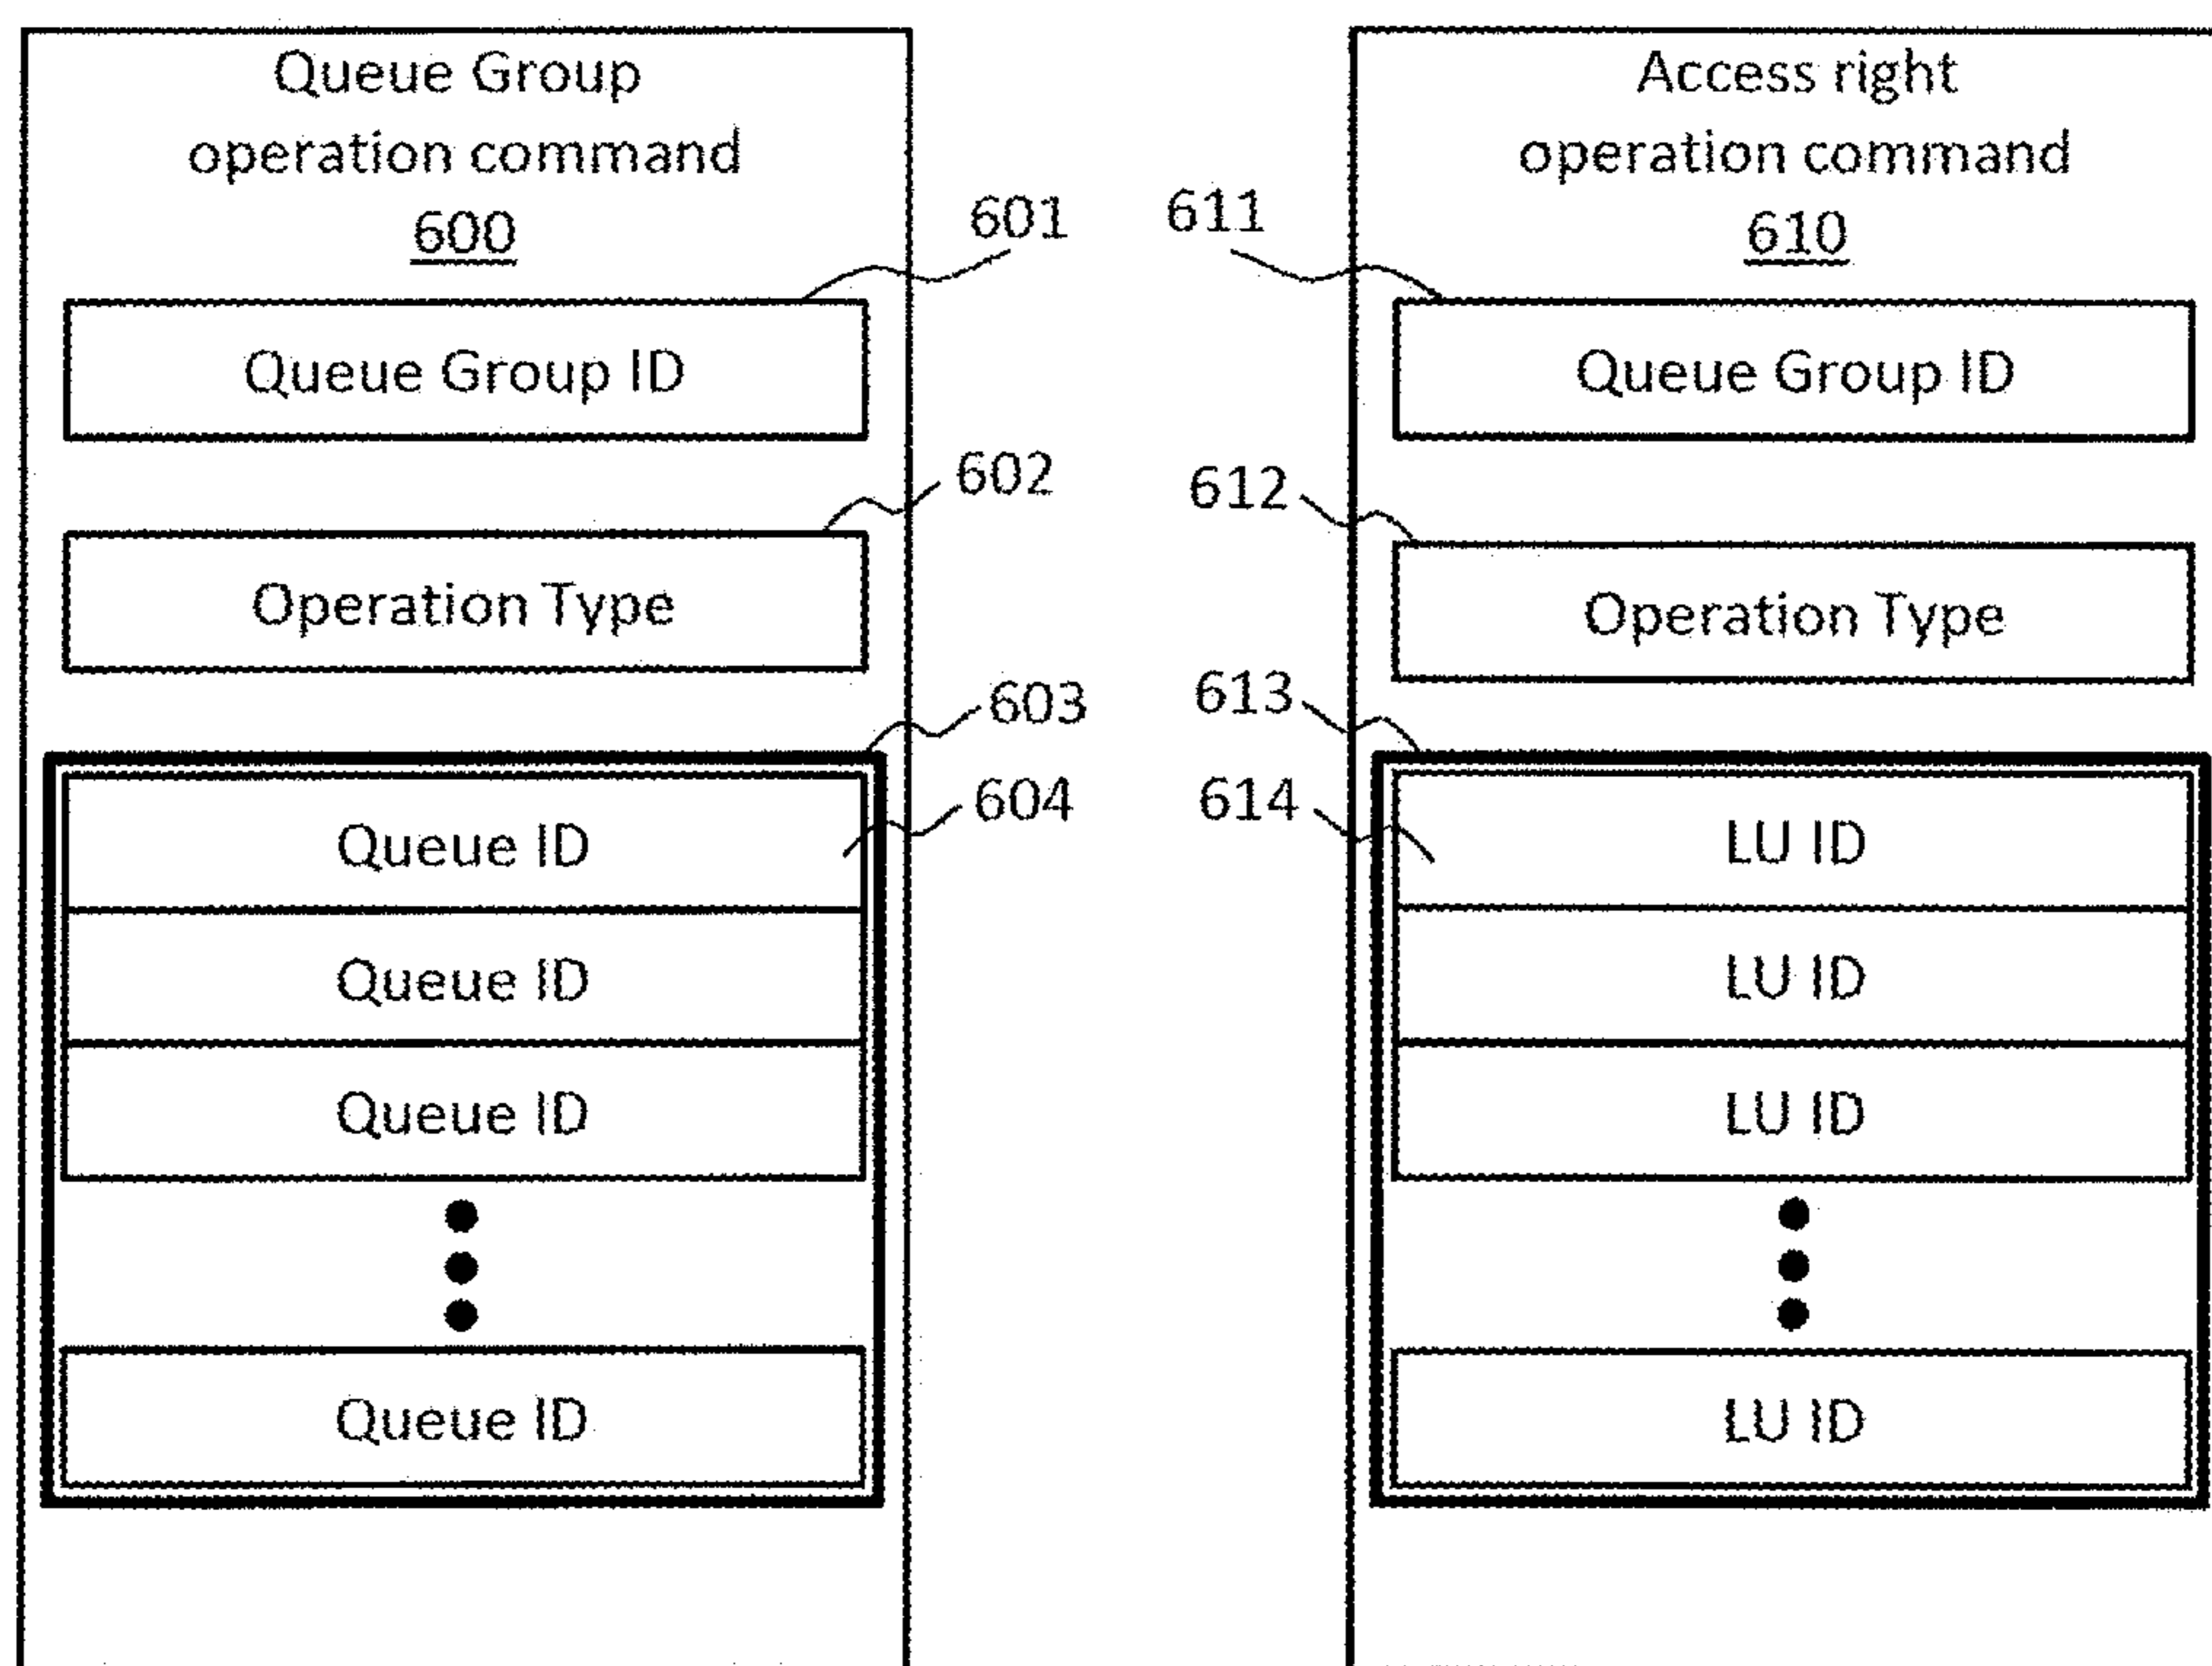 Queue Group
operation command
600
601
Queue Group ID
602
Operation Type
603
604
Queue ID
Queue ID
Queue ID
Queue ID
Access right
operation command
610
611
Queue Group ID
612
Operation Type
613
614
LU ID
LU ID
LU ID
LU ID